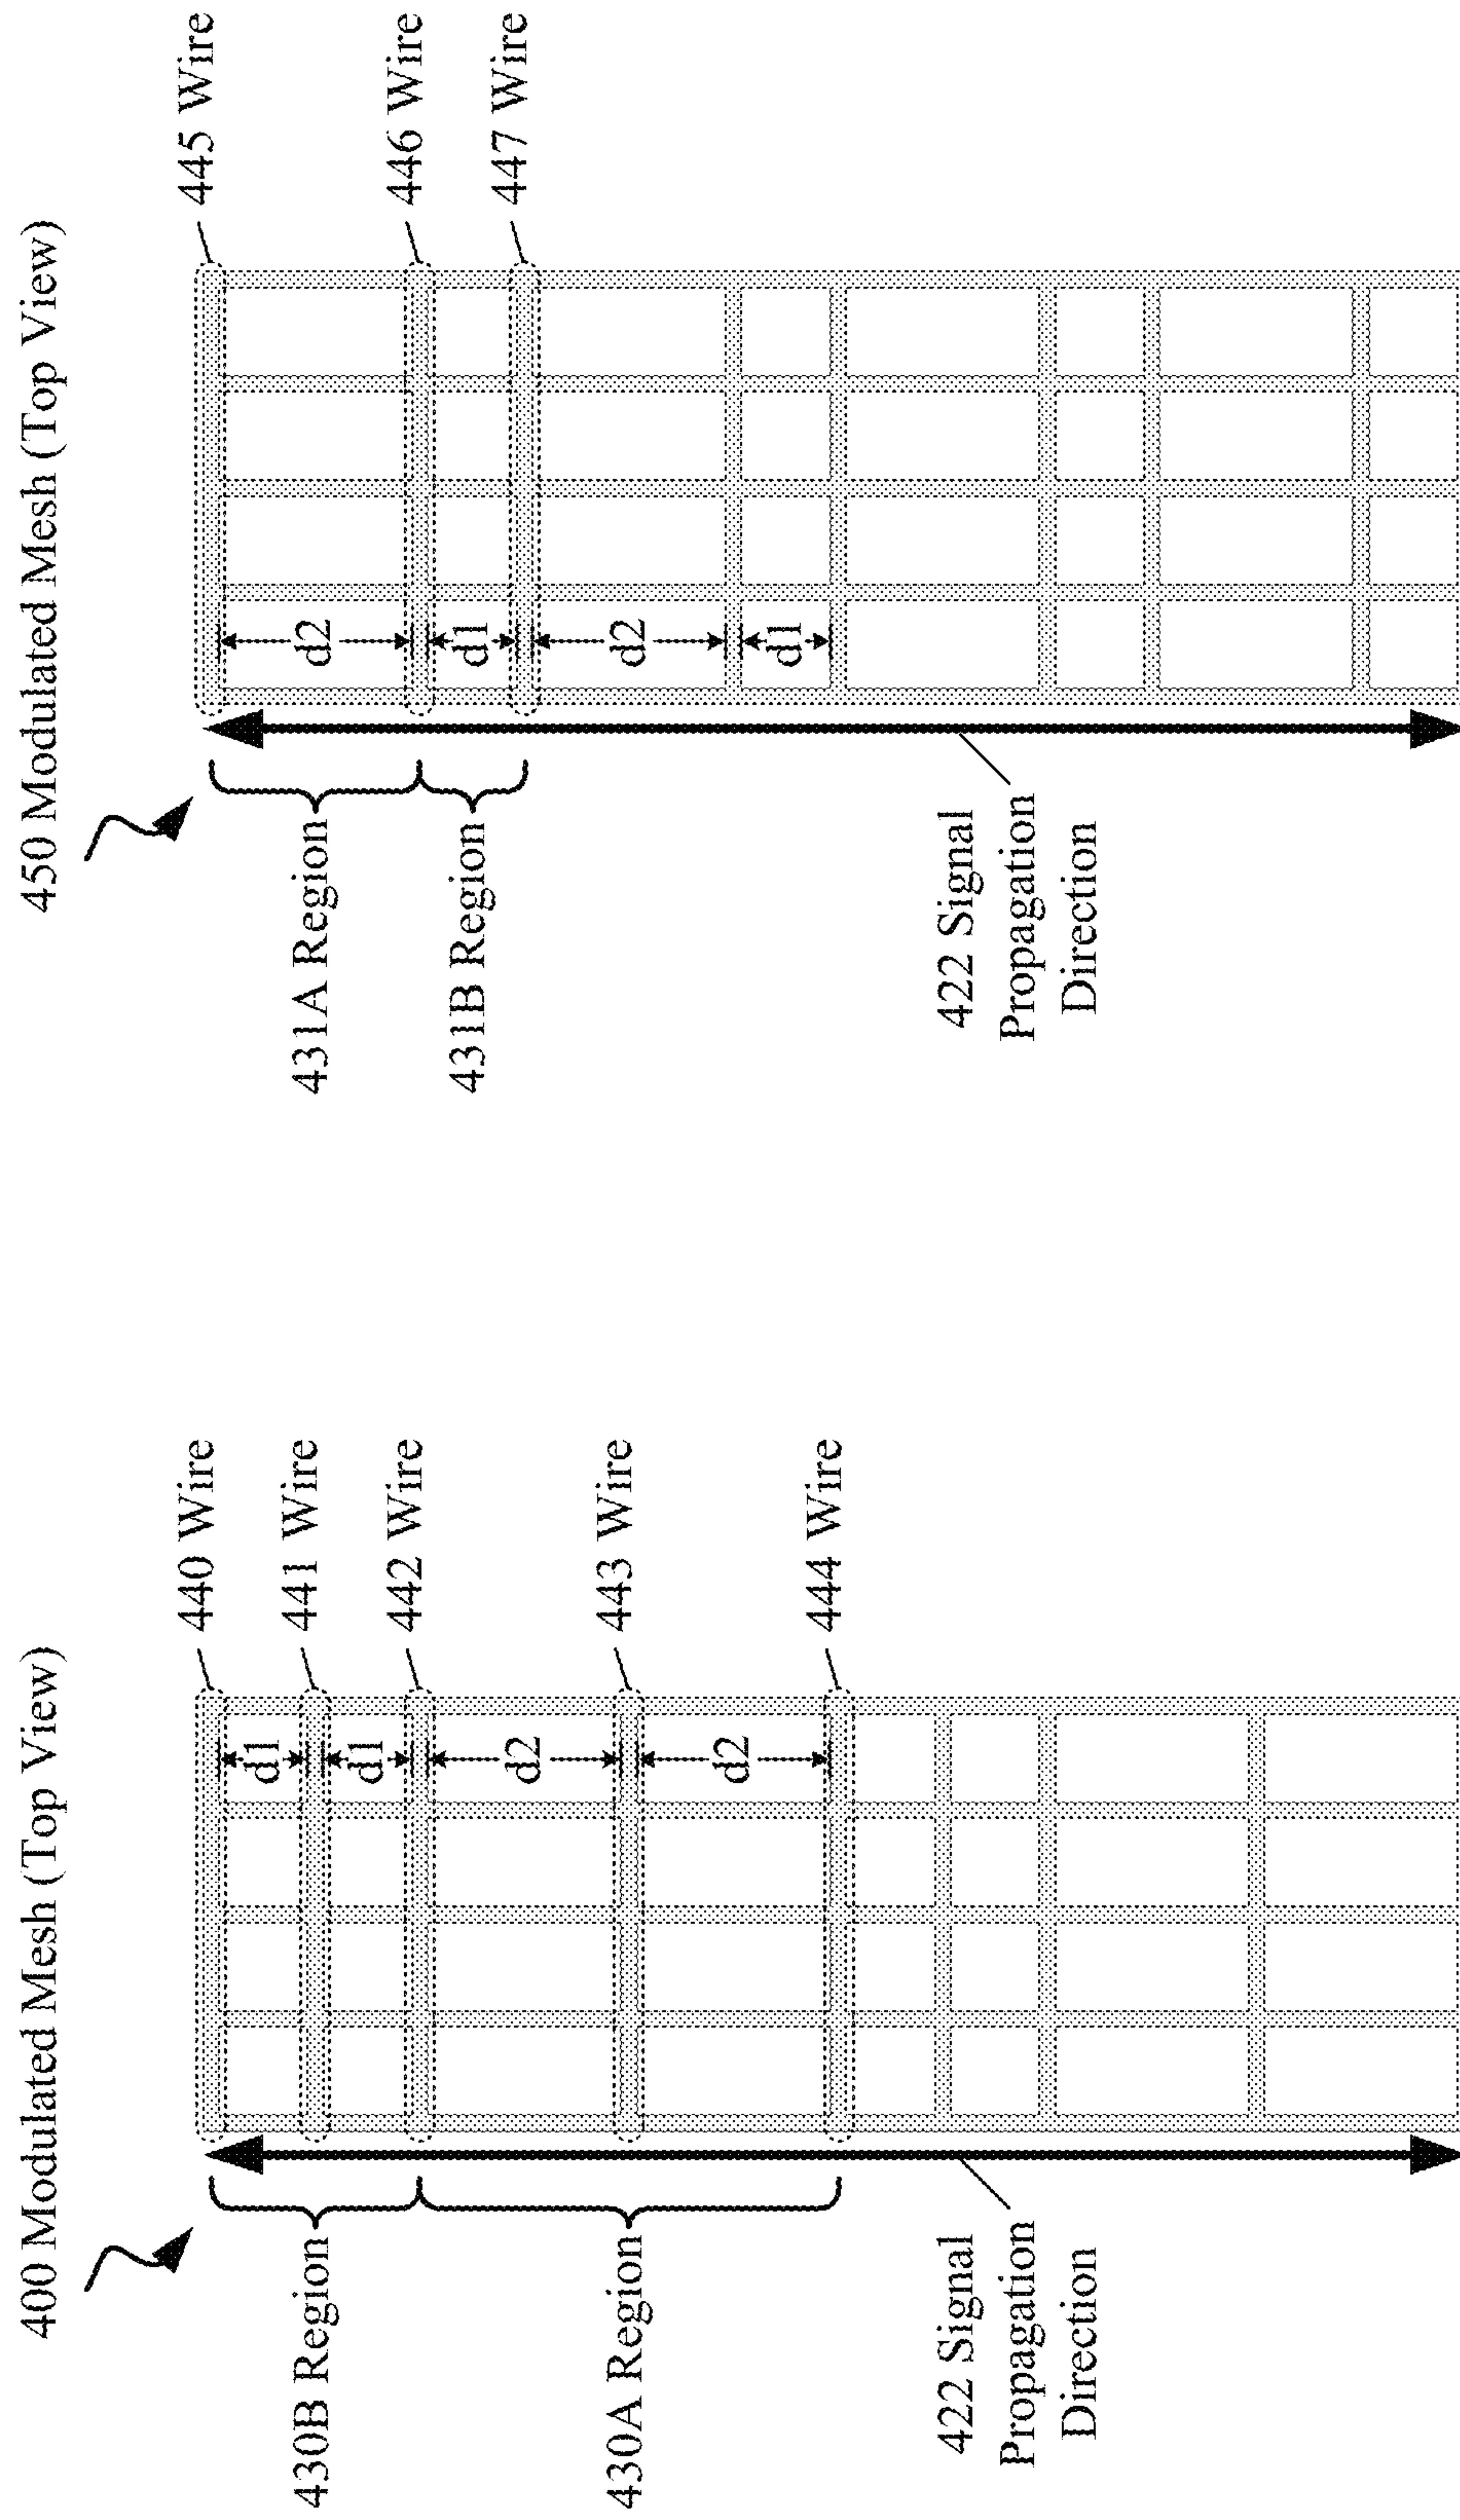 400 Modulated Mesh (Top View)
440 Wire
441 Wire
442 Wire
443 Wire
444 Wire
d1
d1
d2
d2
430B Region
430A Region
422 Signal
Propagation
Direction
450 Modulated Mesh (Top View)
445 Wire
446 Wire
447 Wire
d2
d1
d2
d1
431A Region
431B Region
422 Signal
Propagation
Direction